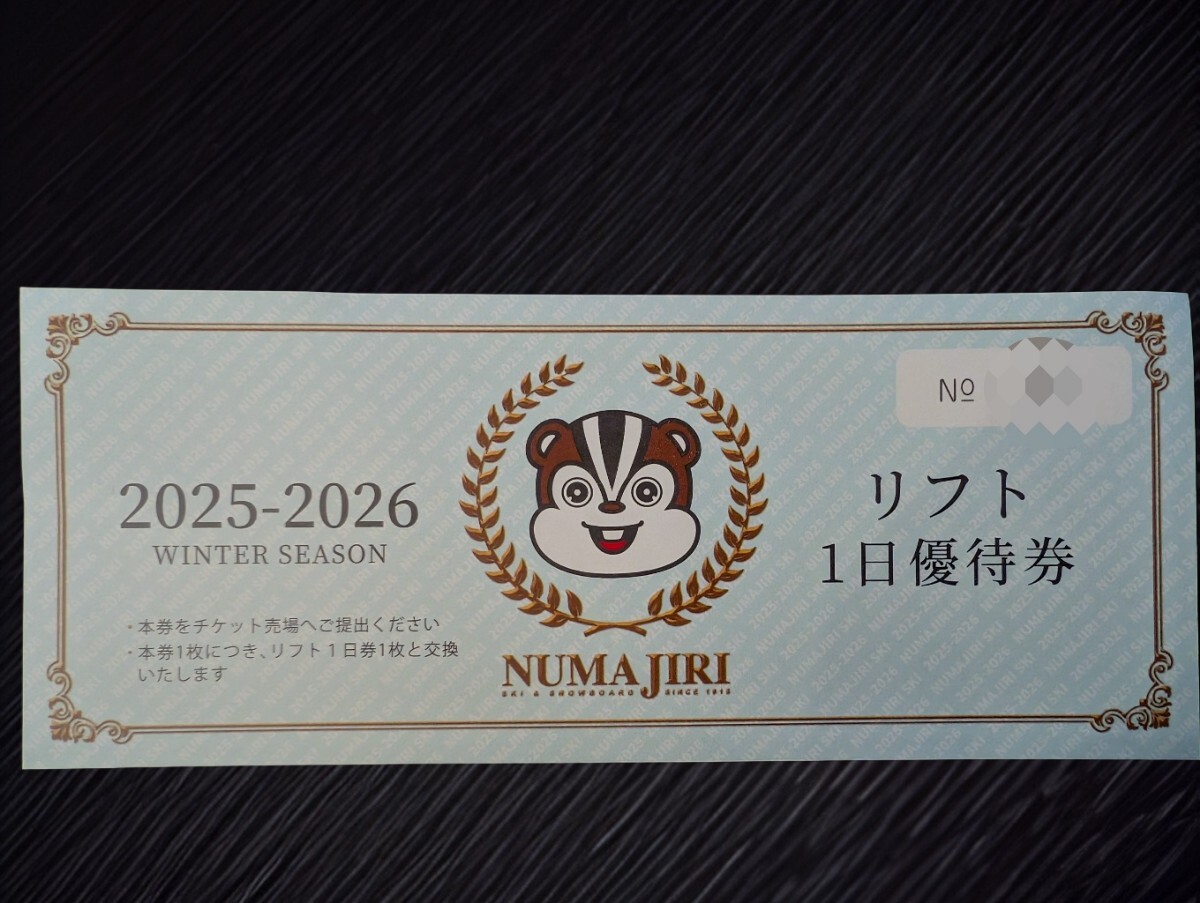 No
2025-2026
WINTER SEASON
リフト
1日優待券
・本券をチケット売場へご提出ください
・本券1枚につき、リフト1日券1枚と交換
いたします
NUMAJIRI
SKI & SNOWBOARD SINCE 1913